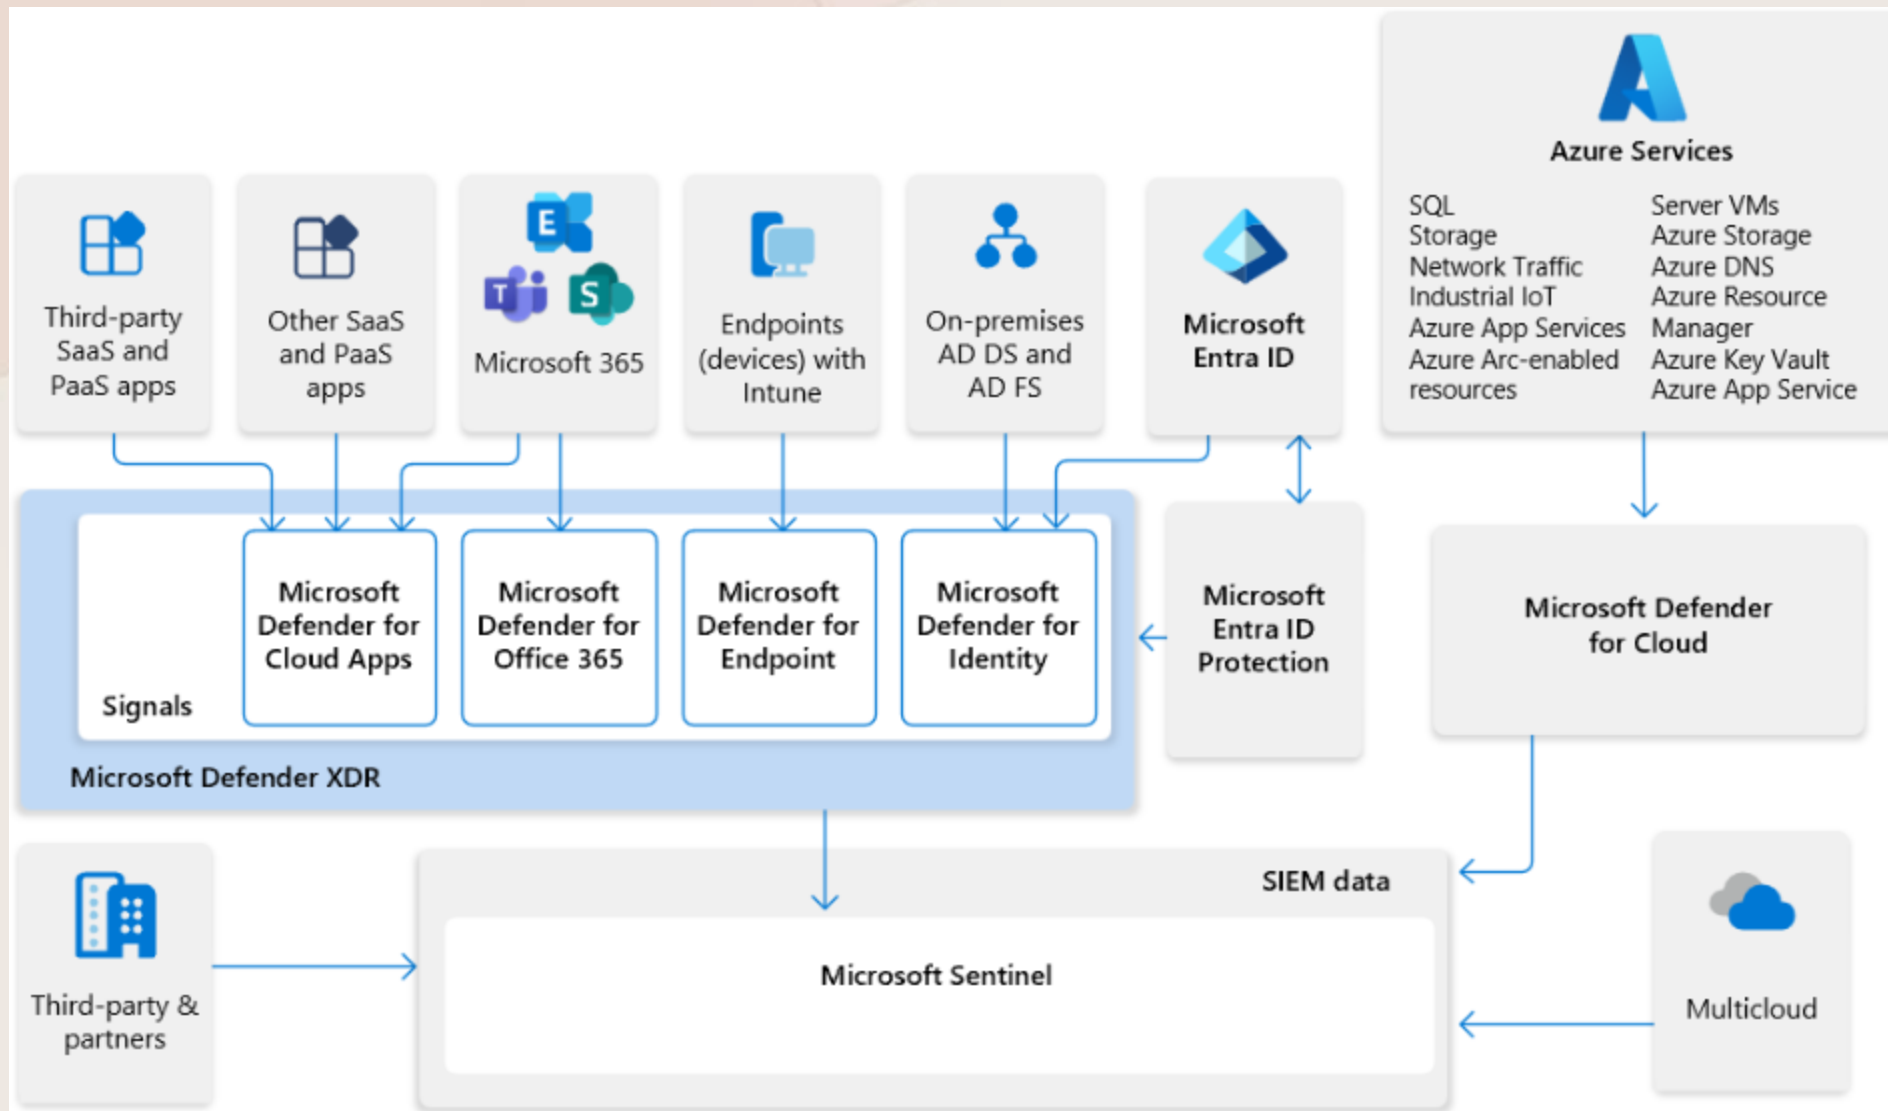 Azure Services
SQL
Storage
Network Traffic
Industrial IoT
Azure App Services
Azure Arc-enabled
resources
Server VMs
Azure Storage
Azure DNS
Azure Resource
Manager
Azure Key Vault
Azure App Service
Third-party
SaaS and
PaaS apps
Other SaaS
and PaaS
apps
E
T
S
Microsoft 365
Endpoints
(devices) with
Intune
On-premises
AD DS and
AD FS
Microsoft
Entra ID
Signals
Microsoft
Defender for
Cloud Apps
Microsoft
Defender for
Office 365
Microsoft
Defender for
Endpoint
Microsoft
Defender for
Identity
Microsoft Defender XDR
Microsoft
Entra ID
Protection
Microsoft Defender
for Cloud
Third-party &
partners
SIEM data
Microsoft Sentinel
Multicloud